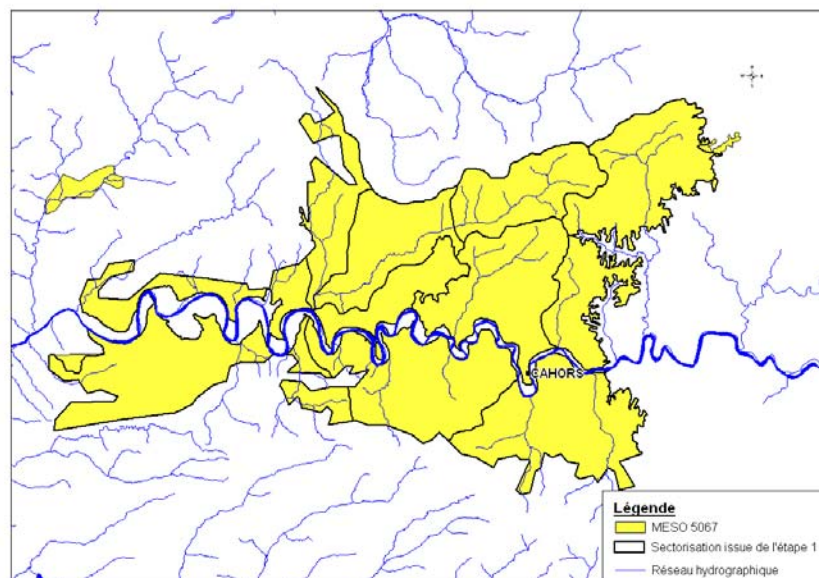 CAHORS
Légende
MESO 5067
Sectorisation issue de l'étape 1
Réseau hydrographique